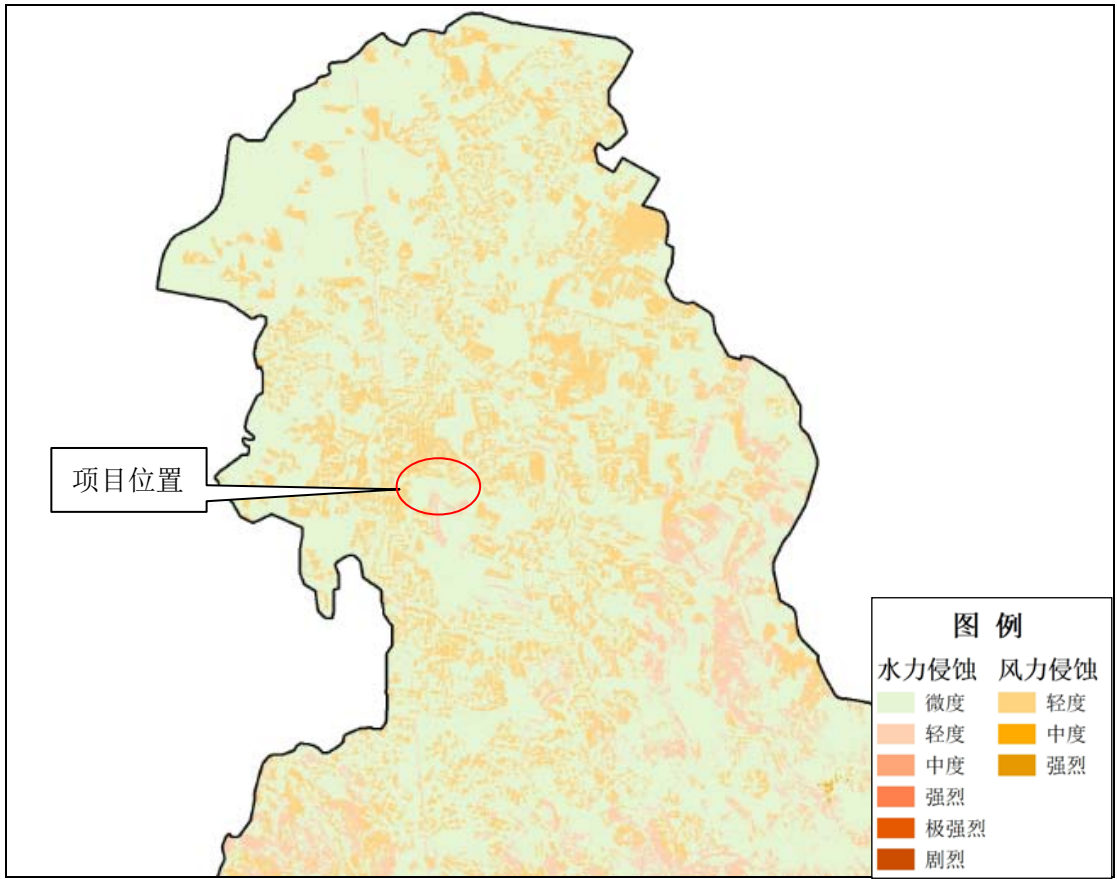 项目位置
图 例
水力侵蚀 风力侵蚀
微度 轻度
轻度 中度
中度 强烈
强烈
极强烈
剧烈